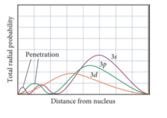 Total radial probability
Penetration
3s
3p
3d
Distance from nucleus